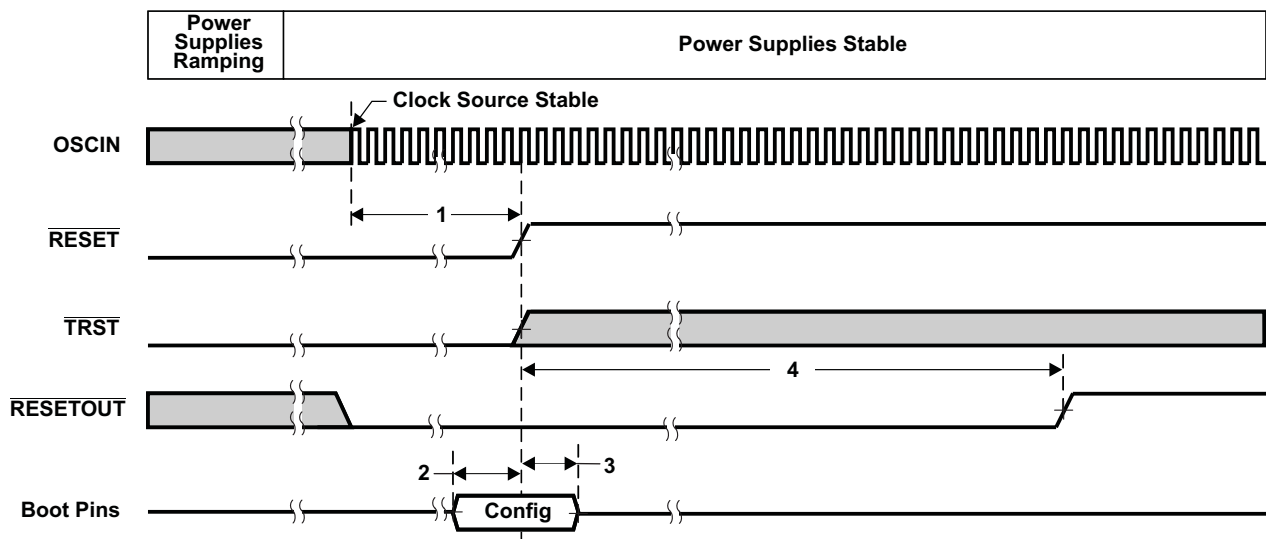 Power
Supplies
Ramping
Power Supplies Stable
Clock Source Stable
OSCIN
1
RESET
TRST
4
RESETOUT
2
3
Boot Pins
Config